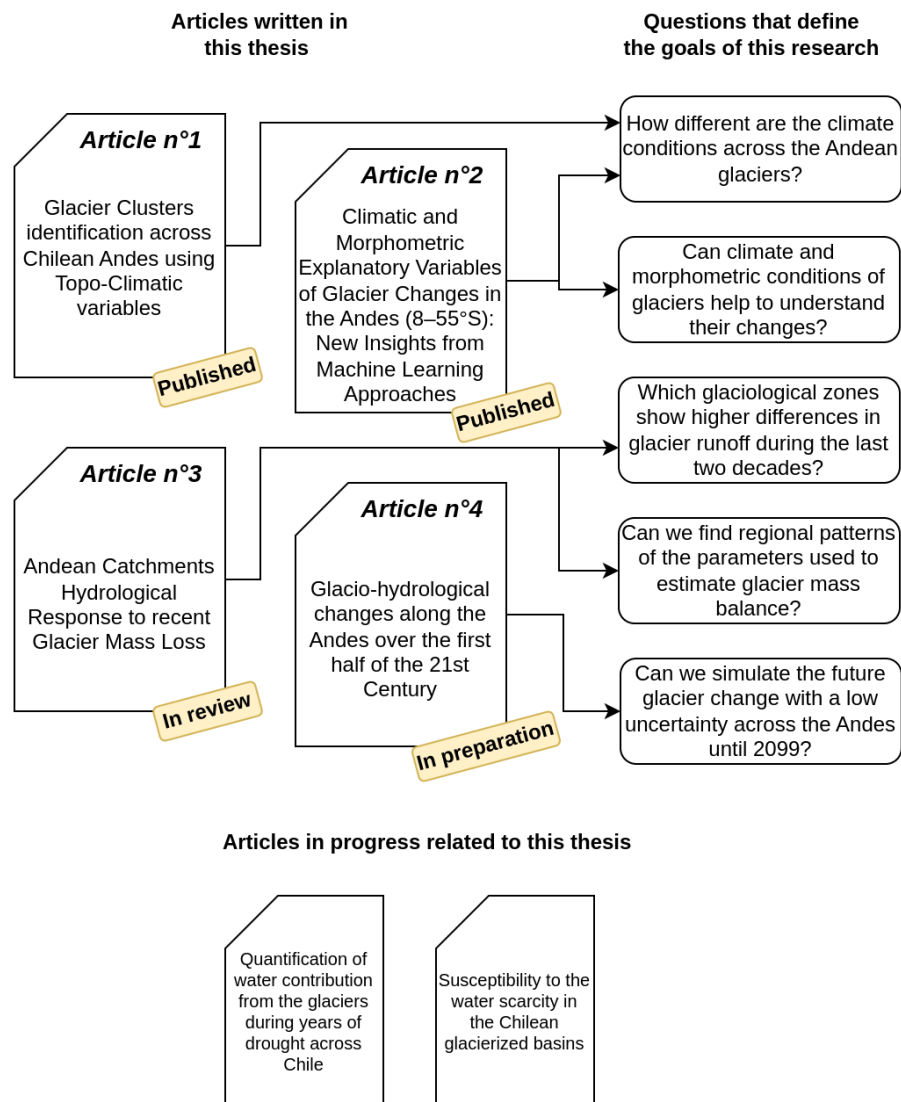 Articles written in
this thesis
Questions that define
the goals of this research
Article n°1
Glacier Clusters
identification across
Chilean Andes using
Topo-Climatic
variables
Published
Article n°2
Climatic and
Morphometric
Explanatory Variables
of Glacier Changes in
the Andes (8–55°S):
New Insights from
Machine Learning
Approaches
Published
How different are the climate
conditions across the Andean
glaciers?
Can climate and
morphometric conditions of
glaciers help to understand
their changes?
Which glaciological zones
show higher differences in
glacier runoff during the last
two decades?
Article n°3
Andean Catchments
Hydrological
Response to recent
Glacier Mass Loss
In review
Article n°4
Glacio-hydrological
changes along the
Andes over the first
half of the 21st
Century
In preparation
Can we find regional patterns
of the parameters used to
estimate glacier mass
balance?
Can we simulate the future
glacier change with a low
uncertainty across the Andes
until 2099?
Articles in progress related to this thesis
Quantification of
water contribution
from the glaciers
during years of
drought across
Chile
Susceptibility to the
water scarcity in
the Chilean
glacierized basins